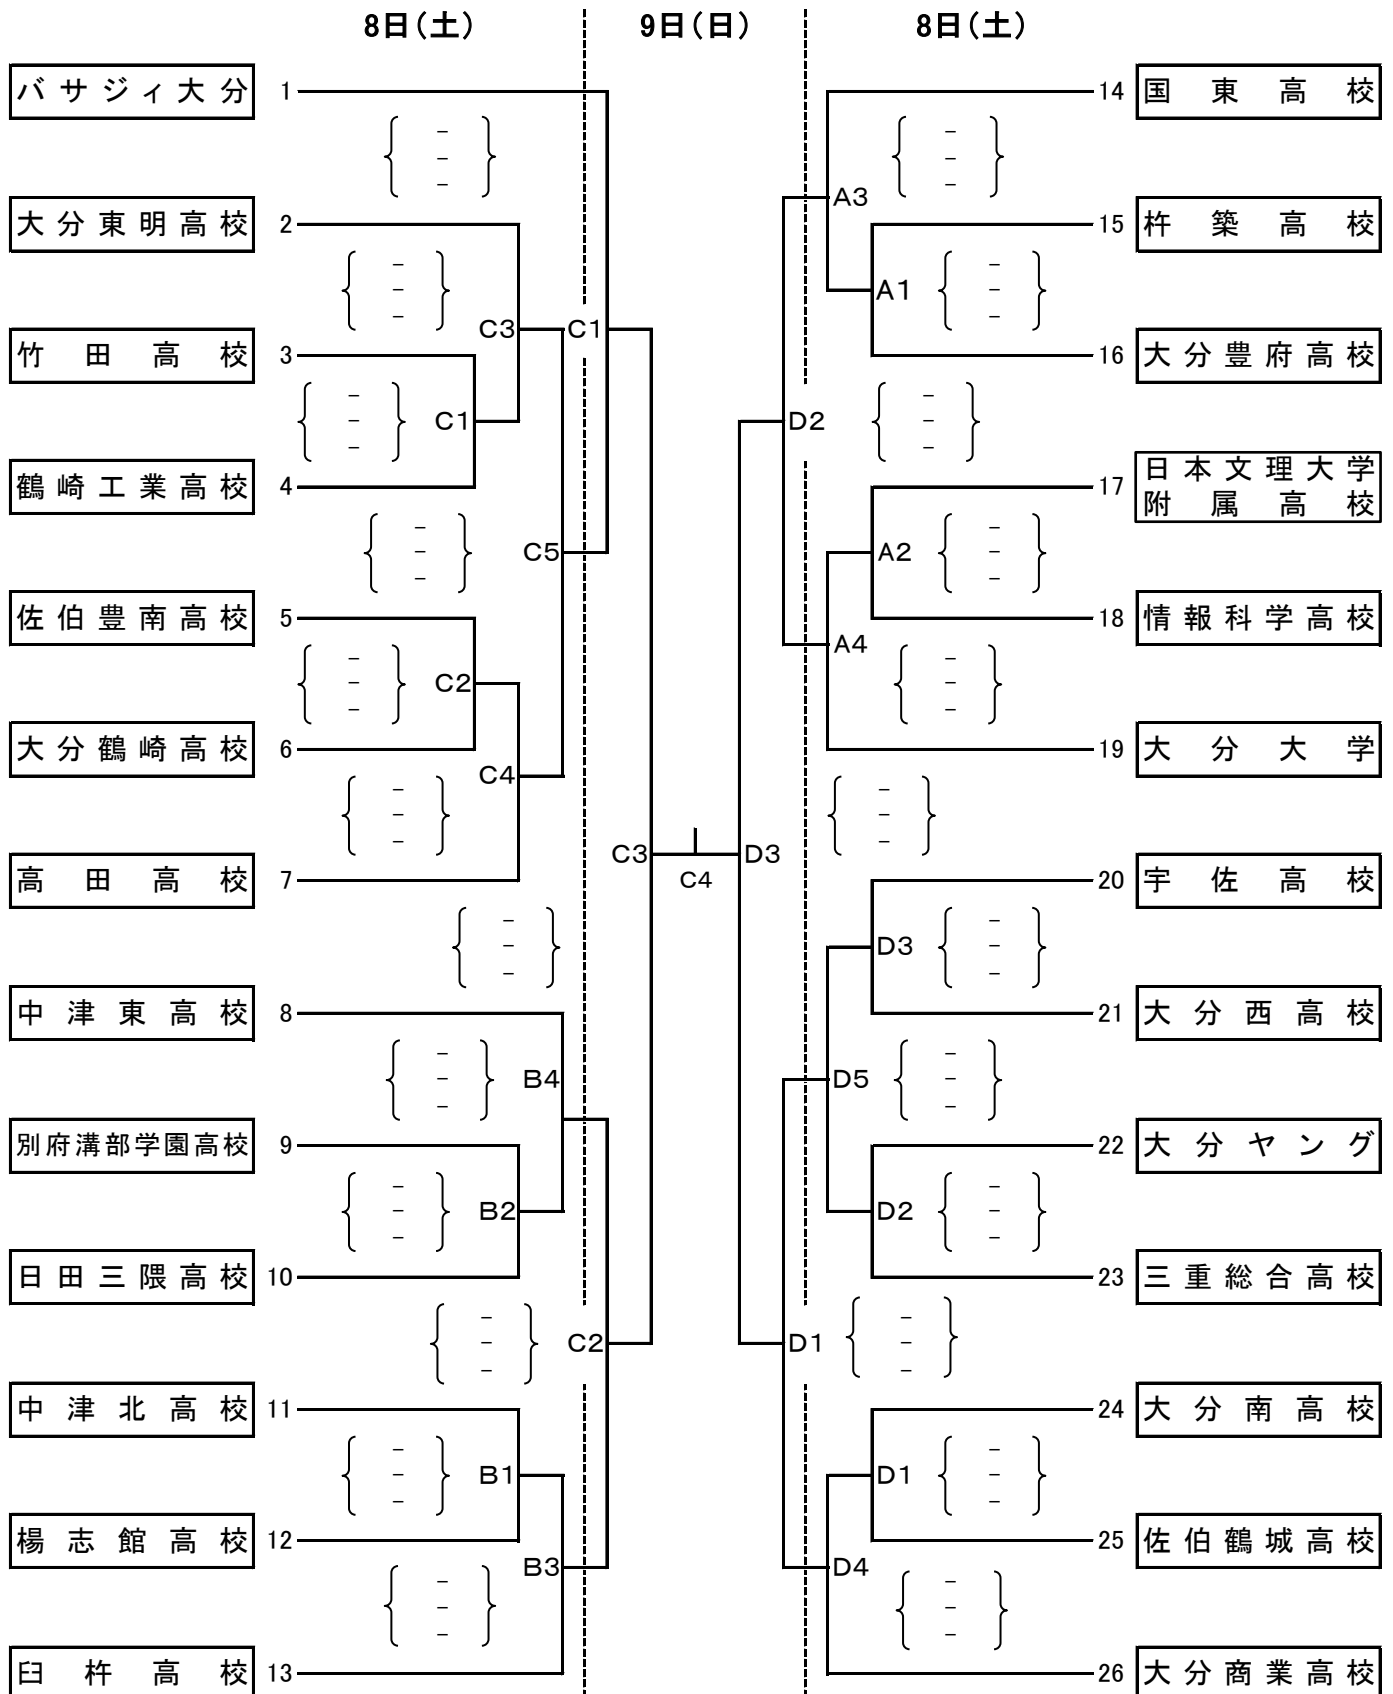 8日(土) 9日(日) 8日(土)
バサジィ大分 1 14 国東高校
{ - - - } { - - - }
A3
大分東明高校 2 15 杵築高校
{ - - - } A1 { - - - }
C3 C1
竹田高校 3 16 大分豊府高校
{ - - - } C1 D2 { - - - }
鶴崎工業高校 4 17 日本文理大学
附属高校
{ - - - } C5 A2 { - - - }
佐伯豊南高校 5 18 情報科学高校
A4
{ - - - } C2 { - - - }
大分鶴崎高校 6 19 大分大学
C4
{ - - - } { - - - }
C3 D3
高田高校 7 C4 20 宇佐高校
{ - - - } D3 { - - - }
中津東高校 8 21 大分西高校
{ - - - } B4 D5 { - - - }
別府溝部学園高校 9 22 大分ヤング
{ - - - } B2 D2 { - - - }
日田三隈高校 10 23 三重総合高校
{ - - - } C2 D1 { - - - }
中津北高校 11 24 大分南高校
{ - - - } B1 D1 { - - - }
楊志館高校 12 25 佐伯鶴城高校
B3 D4
{ - - - } { - - - }
臼杵高校 13 26 大分商業高校